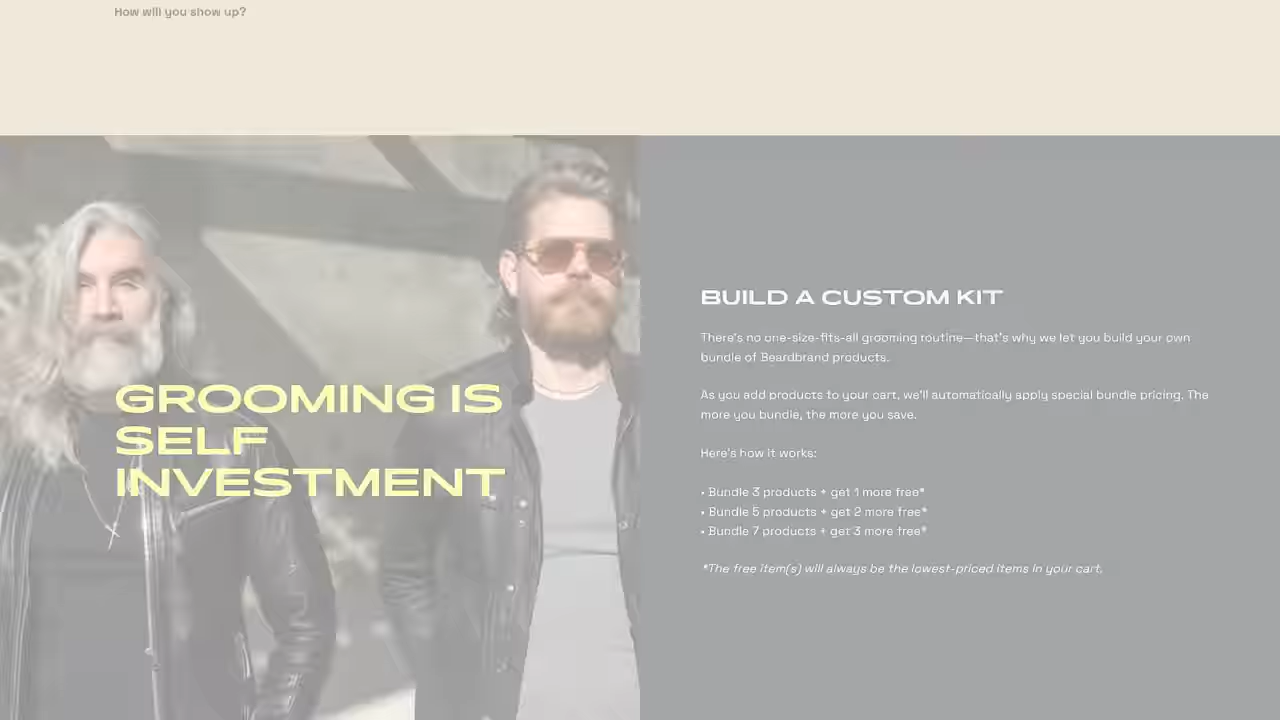 How will you show up?
GROOMING IS
SELF
INVESTMENT
BUILD A CUSTOM KIT
There's no one-size-fits-all grooming routine—that's why we let you build your own
bundle of Beardbrand products.
As you add products to your cart, we'll automatically apply special bundle pricing. The
more you bundle, the more you save.
Here's how it works:
• Bundle 3 products + get 1 more free*
• Bundle 5 products + get 2 more free*
• Bundle 7 products + get 3 more free*
*The free item(s) will always be the lowest-priced items in your cart.